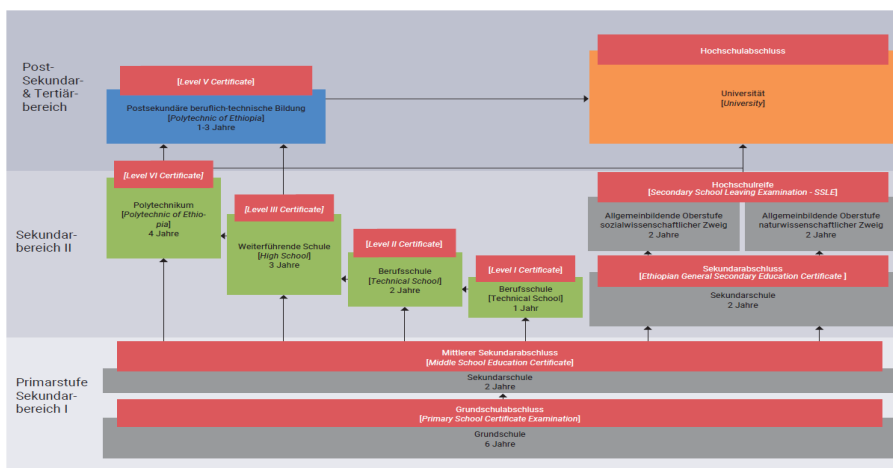 Post-
Sekundar-
& Tertiär-
bereich
[Level V Certificate]
Postsekundäre beruflich-technische Bildung
[Polytechnic of Ethiopia]
1-3 Jahre
Hochschulabschluss
Universität
[University]
Sekundar-
bereich II
[Level VI Certificate]
Polytechnikum
[Polytechnic of Ethio-
pia]
4 Jahre
[Level III Certificate]
Weiterführende Schule
[High School]
3 Jahre
[Level II Certificate]
Berufsschule
[Technical School]
2 Jahre
[Level I Certificate]
Berufsschule
[Technical School]
1 Jahr
Hochschulreife
[Secondary School Leaving Examination - SSLE]
Allgemeinbildende Oberstufe
sozialwissenschaftlicher Zweig
2 Jahre
Allgemeinbildende Oberstufe
naturwissenschaftlicher Zweig
2 Jahre
Sekundarabschluss
[Ethiopian General Secondary Education Certificate ]
Sekundarschule
2 Jahre
Primarstufe
Sekundar-
bereich I
Mittlerer Sekundarabschluss
[Middle School Education Certificate]
Sekundarschule
2 Jahre
Grundschulabschluss
[Primary School Certificate Examination]
Grundschule
6 Jahre